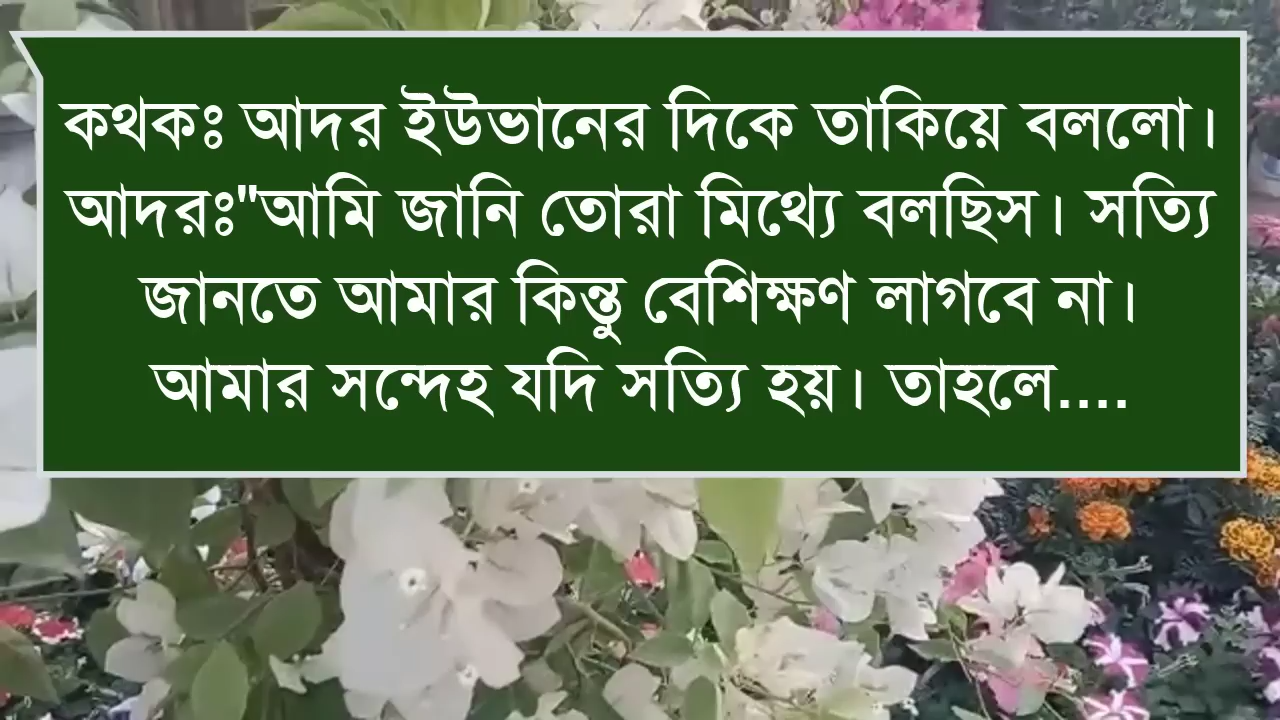 কথকঃ আদর ইউভানের দিকে তাকিয়ে বললো।
আদরঃ"আমি জানি তোরা মিথ্যে বলছিস। সত্যি
জানতে আমার কিন্তু বেশিক্ষণ লাগবে না।
আমার সন্দেহ যদি সত্যি হয়। তাহলে....